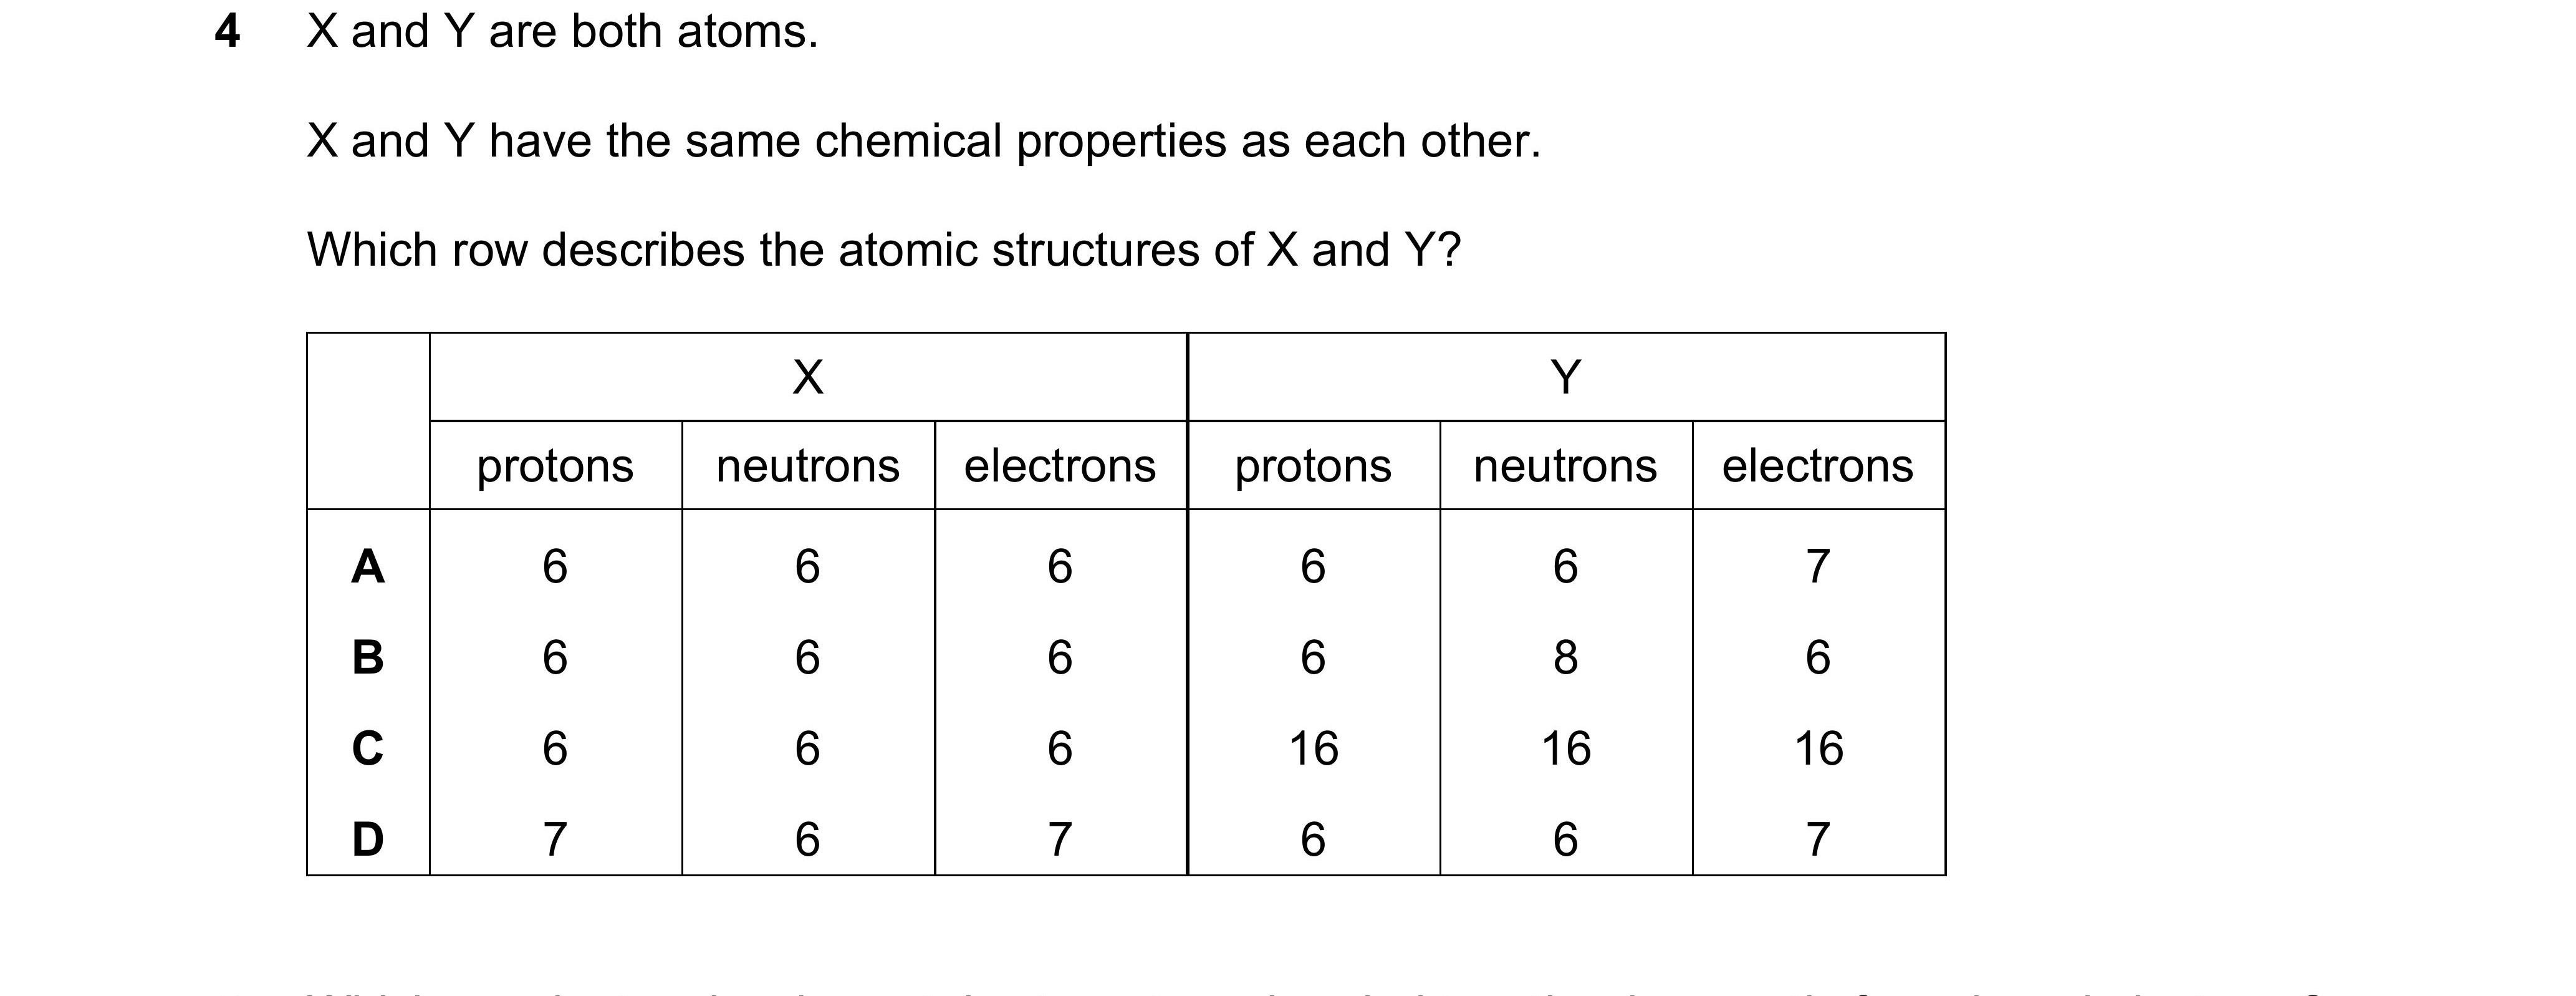 4 X and Y are both atoms.
X and Y have the same chemical properties as each other.
Which row describes the atomic structures of X and Y?
X Y
protons neutrons electrons protons neutrons electrons
A 6 6 6 6 6 7
B 6 6 6 6 8 6
C 6 6 6 16 16 16
D 7 6 7 6 6 7